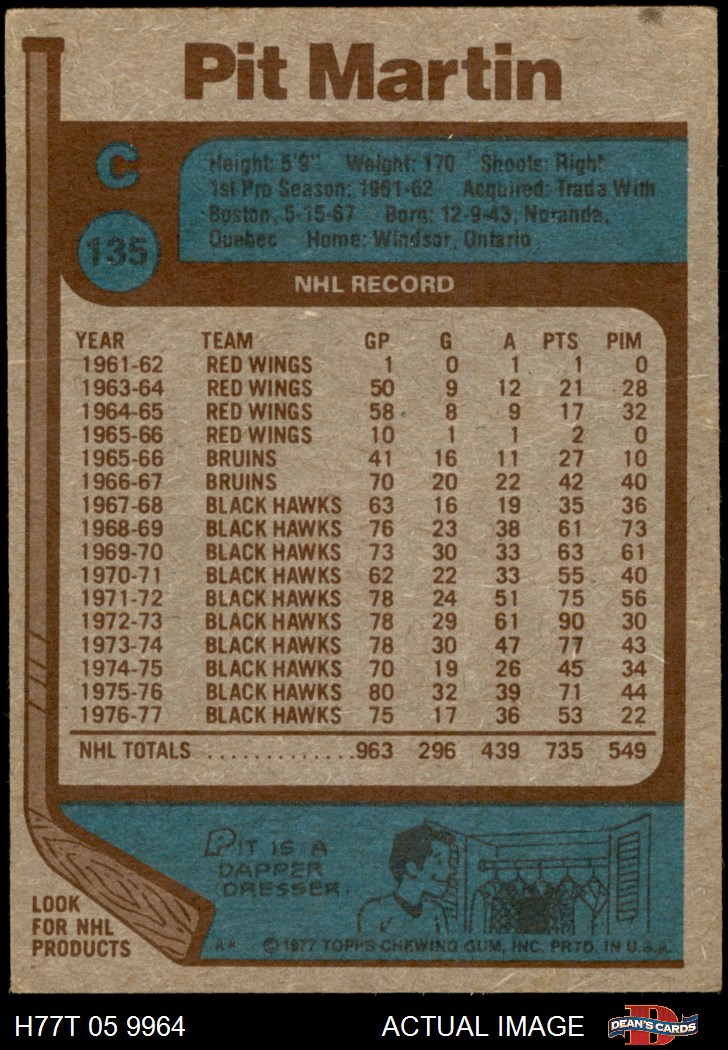 Pit Martin
C
135
Height: 5'9" Weight: 170 Shoots: Right
1st Pro Season: 1961-62 Acquired: Trade With
Boston, 5-15-67 Born: 12-9-43, Noranda,
Quebec Home: Windsor, Ontario
NHL RECORD
YEAR TEAM GP G A PTS PIM
1961-62 RED WINGS 1 0 1 1 0
1963-64 RED WINGS 50 9 12 21 28
1964-65 RED WINGS 58 8 9 17 32
1965-66 RED WINGS 10 1 1 2 0
1965-66 BRUINS 41 16 11 27 10
1966-67 BRUINS 70 20 22 42 40
1967-68 BLACK HAWKS 63 16 19 35 36
1968-69 BLACK HAWKS 76 23 38 61 73
1969-70 BLACK HAWKS 73 30 33 63 61
1970-71 BLACK HAWKS 62 22 33 55 40
1971-72 BLACK HAWKS 78 24 51 75 56
1972-73 BLACK HAWKS 78 29 61 90 30
1973-74 BLACK HAWKS 78 30 47 77 43
1974-75 BLACK HAWKS 70 19 26 45 34
1975-76 BLACK HAWKS 80 32 39 71 44
1976-77 BLACK HAWKS 75 17 36 53 22
NHL TOTALS .............963 296 439 735 549
PIT IS A
DAPPER
DRESSER.
LOOK
FOR NHL
PRODUCTS
AR © 1977 TOPPS CHEWING GUM, INC. PRTD. IN U.S.A.
H77T 05 9964 ACTUAL IMAGE D DEAN'S CARDS